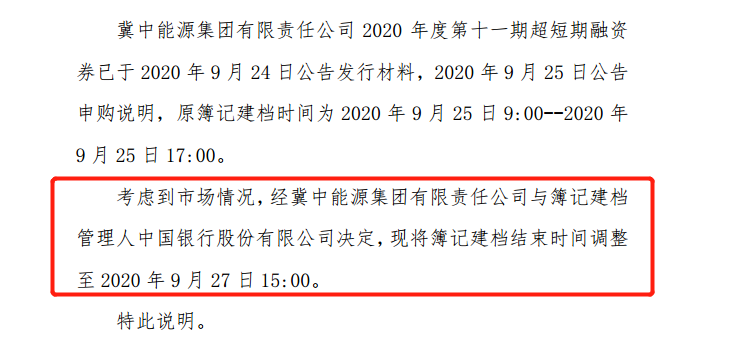 冀中能源集团有限责任公司 2020 年度第十一期超短期融资
券已于 2020 年 9 月 24 日公告发行材料，2020 年 9 月 25 日公告
申购说明，原簿记建档时间为 2020 年 9 月 25 日 9:00--2020 年
9 月 25 日 17:00。
考虑到市场情况，经冀中能源集团有限责任公司与簿记建档
管理人中国银行股份有限公司决定，现将簿记建档结束时间调整
至 2020 年 9 月 27 日 15:00。
特此说明。